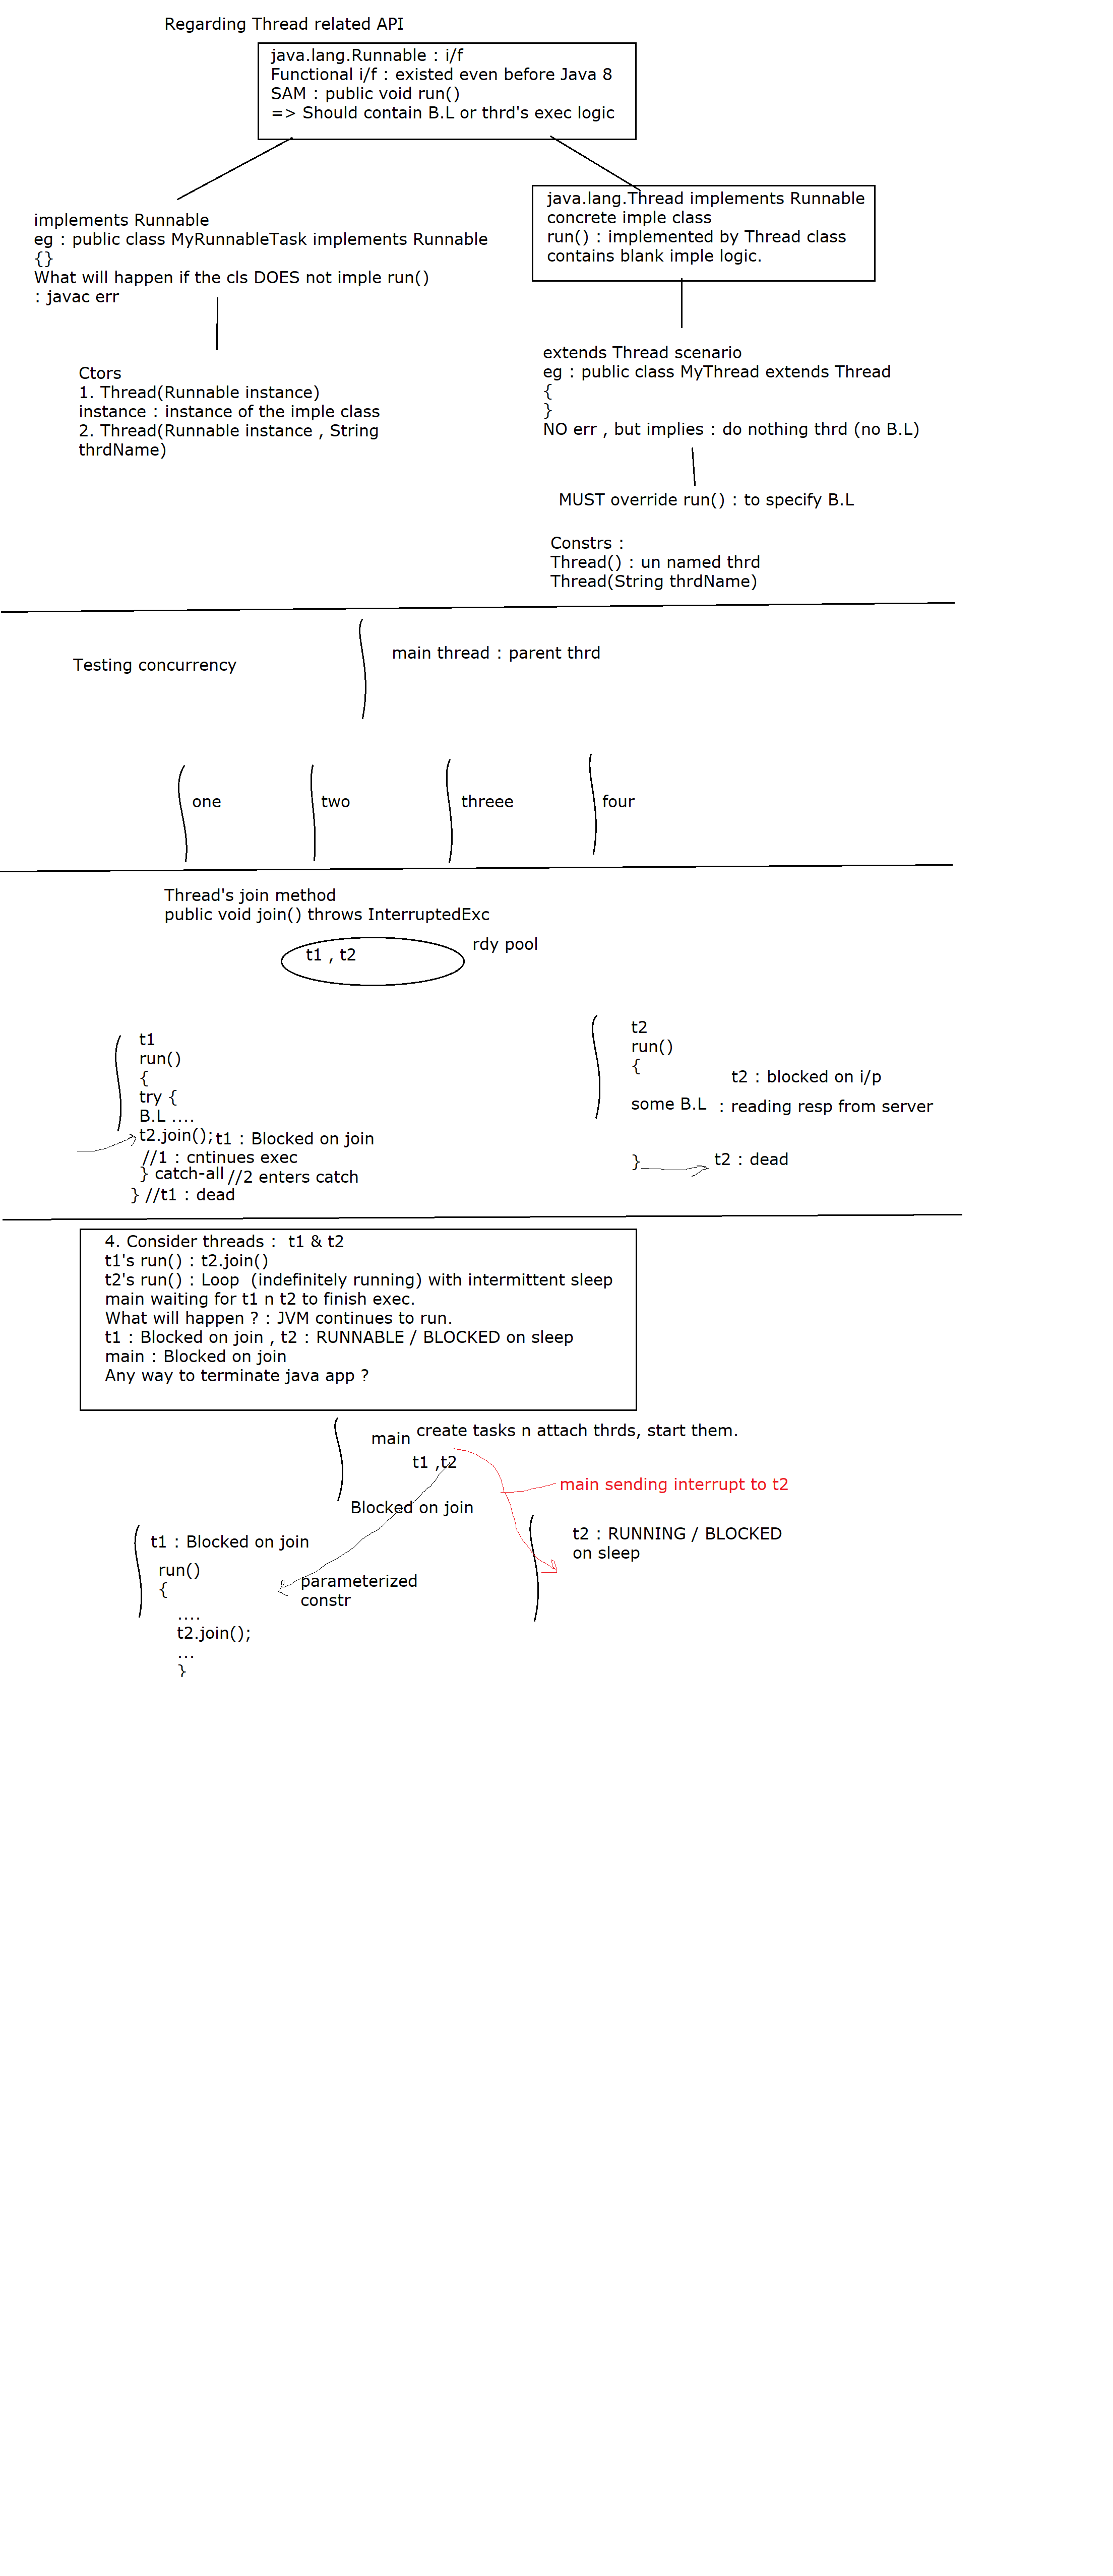 Regarding Thread related API
java.lang.Runnable : i/f
Functional i/f : existed even before Java 8
SAM : public void run()
=> Should contain B.L or thrd's exec logic
implements Runnable
eg : public class MyRunnableTask implements Runnable
{}
What will happen if the cls DOES not imple run()
: javac err
Ctors
1. Thread(Runnable instance)
instance : instance of the imple class
2. Thread(Runnable instance , String
thrdName)
java.lang.Thread implements Runnable
concrete imple class
run() : implemented by Thread class
contains blank imple logic.
extends Thread scenario
eg : public class MyThread extends Thread
{
}
NO err , but implies : do nothing thrd (no B.L)
MUST override run() : to specify B.L
Constrs :
Thread() : un named thrd
Thread(String thrdName)
Testing concurrency
main thread : parent thrd
one
two
threee
four
Thread's join method
public void join() throws InterruptedExc
t1 , t2
rdy pool
t1
run()
{
try {
B.L ....
t2.join();
t1 : Blocked on join
//1 : cntinues exec
} catch-all
//2 enters catch
} //t1 : dead
t2
run()
{
t2 : blocked on i/p
some B.L
: reading resp from server
}
t2 : dead
4. Consider threads :  t1 & t2
t1's run() : t2.join()
t2's run() : Loop  (indefinitely running) with intermittent sleep
main waiting for t1 n t2 to finish exec.
What will happen ? : JVM continues to run.
t1 : Blocked on join , t2 : RUNNABLE / BLOCKED on sleep
main : Blocked on join
Any way to terminate java app ?
main
create tasks n attach thrds, start them.
t1 ,t2
main sending interrupt to t2
Blocked on join
t1 : Blocked on join
run()
{
....
t2.join();
...
}
parameterized
constr
t2 : RUNNING / BLOCKED
on sleep